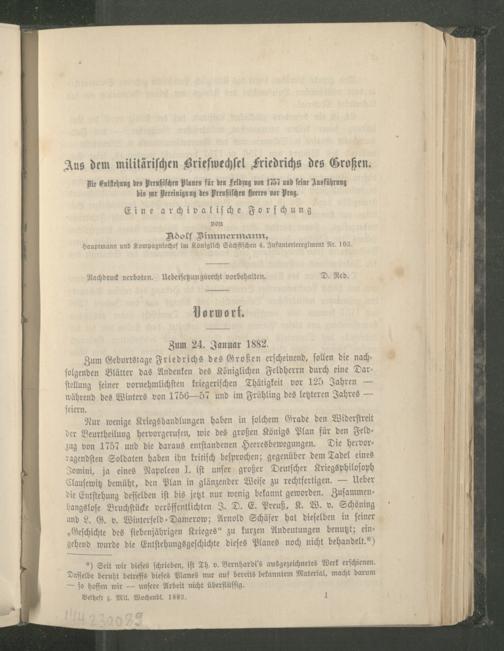 Aus dem militärischen Briefwechsel Friedrichs des Großen.
Die Entstehung des Preußischen Planes für den Feldzug von 1757 und seine Ausführung
bis zur Vereinigung des Preußischen Heeres vor Prag.
Eine archivalische Forschung
von
Adolf Zimmermann,
Hauptmann und Kompagniechef im Königlich Sächsischen 4. Infanterieregiment Nr. 103.
Nachdruck verboten. Uebersetzungsrecht vorbehalten. D. Red.
Vorwort.
Zum 24. Januar 1882.
Zum Geburtstage Friedrichs des Großen erscheinend, sollen die nach-
folgenden Blätter das Andenken des Königlichen Feldherrn durch eine Dar-
stellung seiner vornehmlichsten kriegerischen Thätigkeit vor 125 Jahren —
während des Winters von 1756—57 und im Frühling des letzteren Jahres —
feiern.
Nur wenige Kriegshandlungen haben in solchem Grade den Widerstreit
der Beurtheilung hervorgerufen, wie des großen Königs Plan für den Feld-
zug von 1757 und die daraus entstandenen Heeresbewegungen. Die hervor-
ragendsten Soldaten haben ihn kritisch besprochen; gegenüber dem Tadel eines
Jomini, ja eines Napoleon I. ist unser großer Deutscher Kriegsphilosoph
Clausewitz bemüht, den Plan in glänzender Weise zu rechtfertigen. — Ueber
die Entstehung desselben ist bis jetzt nur wenig bekannt geworden. Zusammen-
hangslose Bruchstücke veröffentlichten J. D. E. Preuß, K. W. v. Schöning
und L. G. v. Winterfeld-Damerow; Arnold Schäfer hat dieselben in seiner
„Geschichte des siebenjährigen Krieges“ zu kurzen Andeutungen benutzt; ein-
gehend wurde die Entstehungsgeschichte dieses Planes noch nicht behandelt.*)
*) Seit wir dieses schrieben, ist Th. v. Bernhardi's ausgezeichnetes Werk erschienen.
Dasselbe beruht betreffs dieses Planes nur auf bereits bekanntem Material, macht darum
— so hoffen wir — unsere Arbeit nicht überflüssig.
Beiheft z. Mil. Wochenbl. 1882. 1